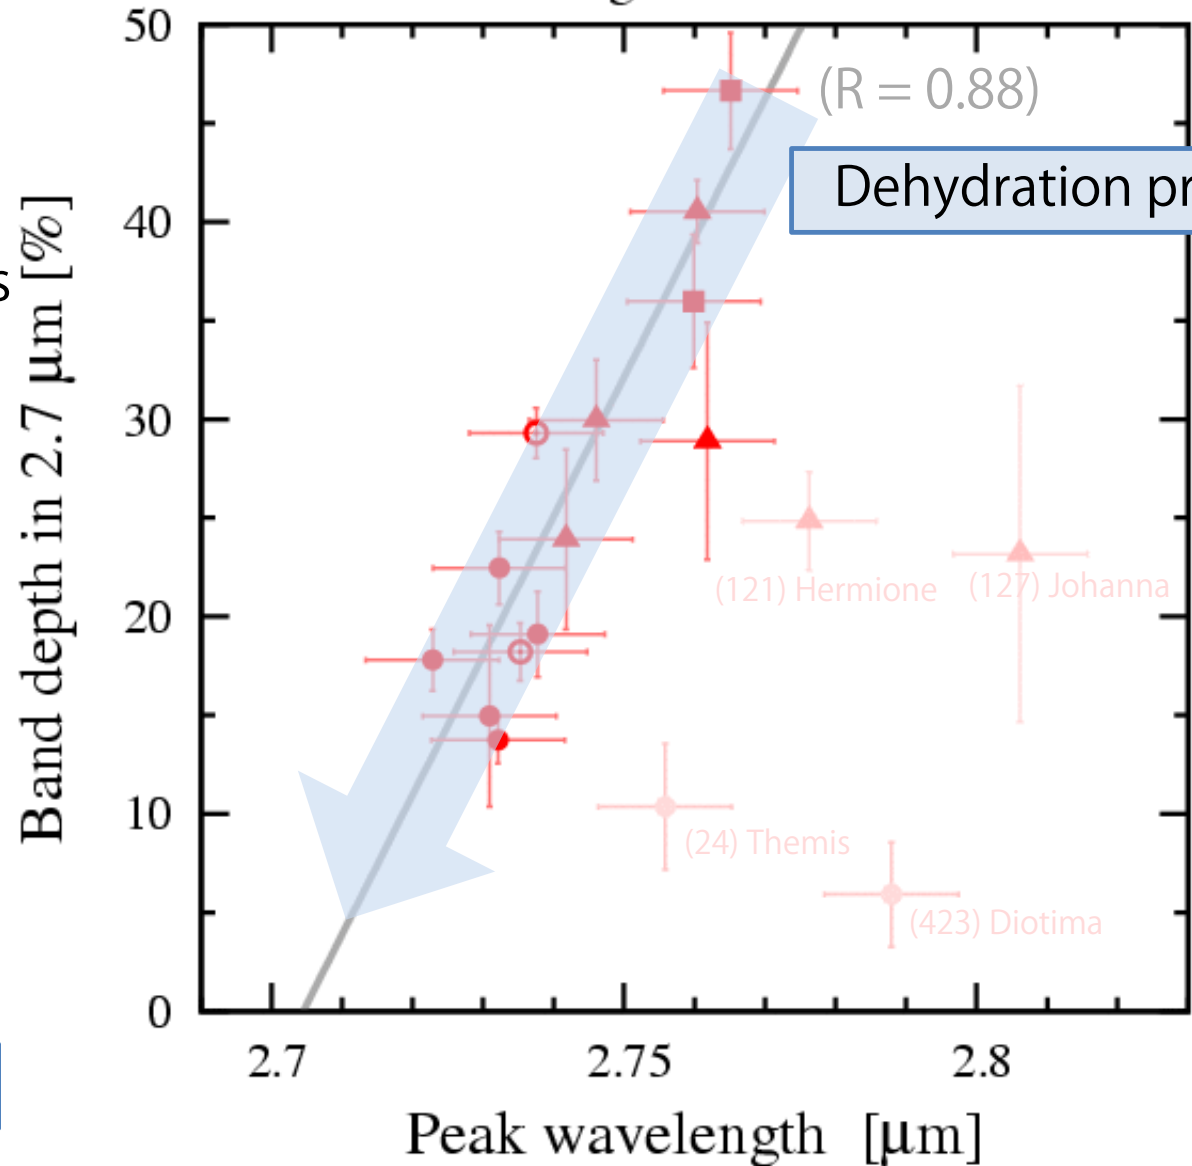 50
(R = 0.88)
Dehydration pr
40
s
30
(121) Hermione
(127) Johanna
20
10
(24) Themis
(423) Diotima
0
2.7
2.75
2.8
Band depth in 2.7 μm [%]
Peak wavelength [μm]